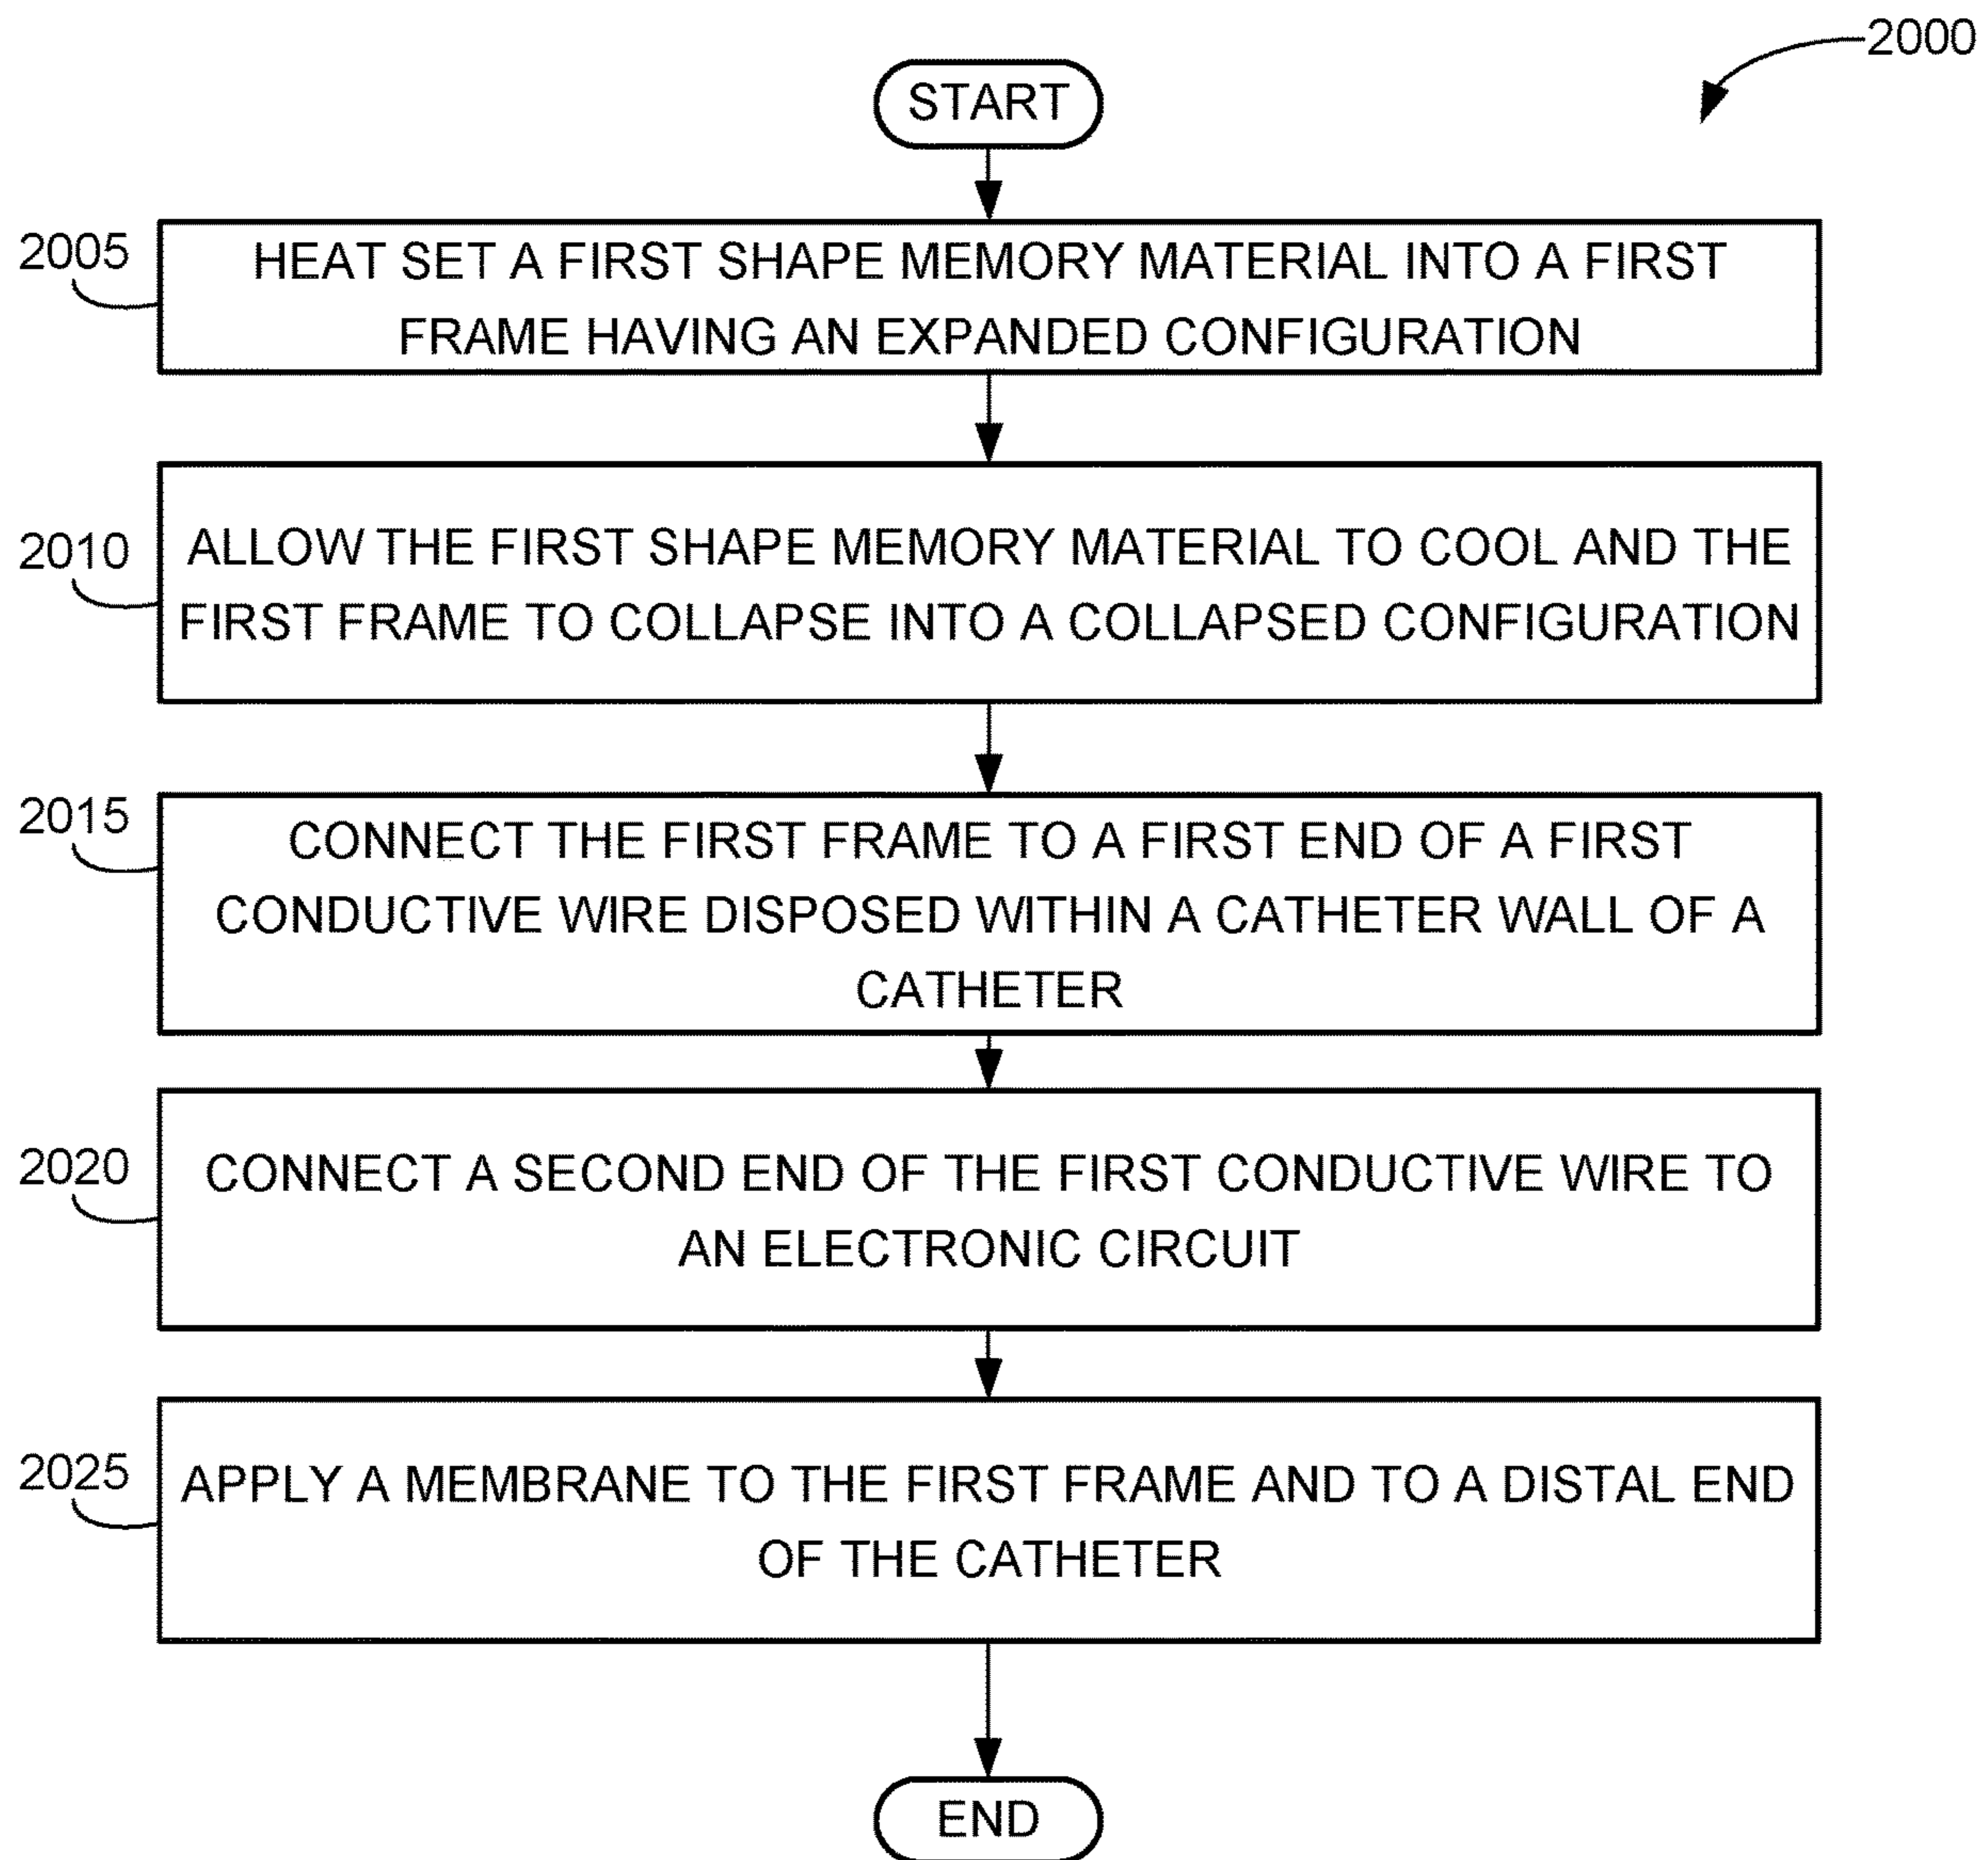 2000
START
2005
HEAT SET A FIRST SHAPE MEMORY MATERIAL INTO A FIRST
FRAME HAVING AN EXPANDED CONFIGURATION
2010
ALLOW THE FIRST SHAPE MEMORY MATERIAL TO COOL AND THE
FIRST FRAME TO COLLAPSE INTO A COLLAPSED CONFIGURATION
2015
CONNECT THE FIRST FRAME TO A FIRST END OF A FIRST
CONDUCTIVE WIRE DISPOSED WITHIN A CATHETER WALL OF A
CATHETER
2020
CONNECT A SECOND END OF THE FIRST CONDUCTIVE WIRE TO
AN ELECTRONIC CIRCUIT
2025
APPLY A MEMBRANE TO THE FIRST FRAME AND TO A DISTAL END
OF THE CATHETER
END